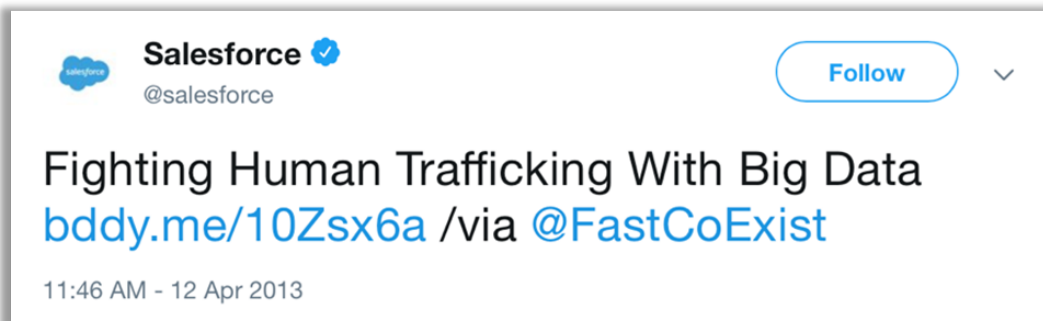 salesforce
Salesforce
@salesforce
Follow
Fighting Human Trafficking With Big Data
bddy.me/10Zsx6a /via @FastCoExist
11:46 AM - 12 Apr 2013